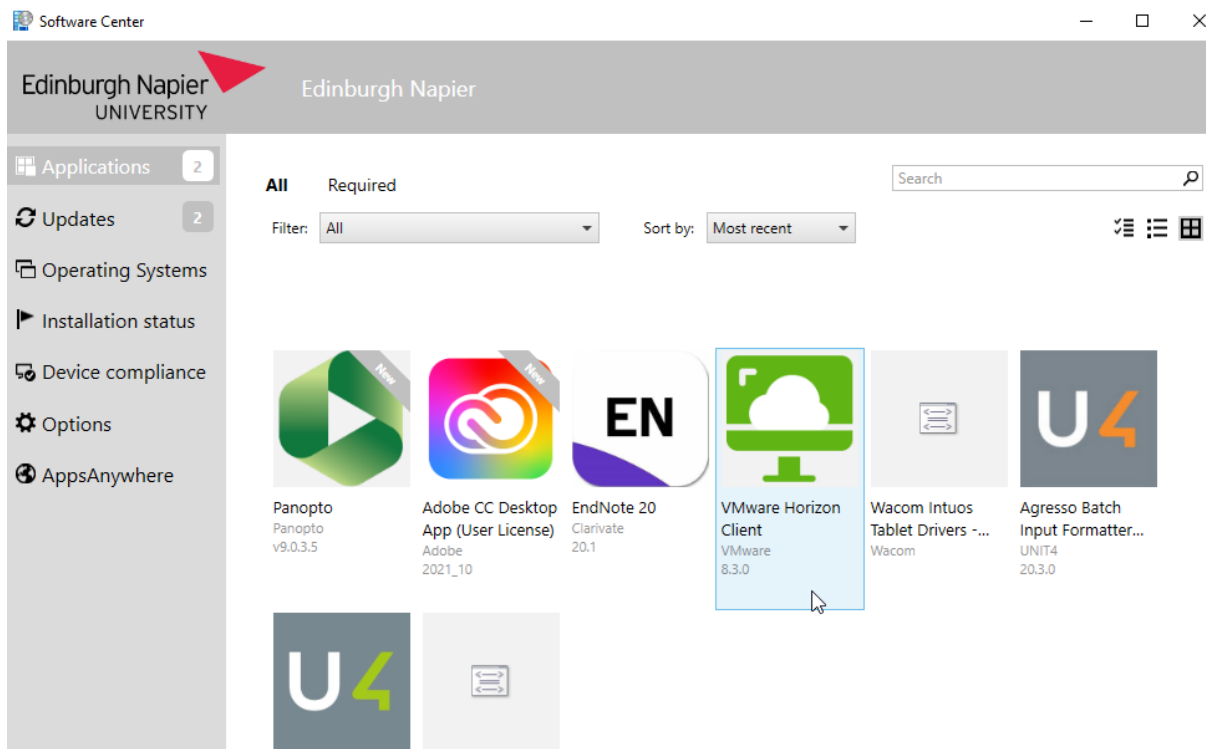 Software Center
Edinburgh Napier
UNIVERSITY
Edinburgh Napier
Applications 2
Updates 2
Operating Systems
Installation status
Device compliance
Options
AppsAnywhere
All Required
Search
Filter: All Sort by: Most recent
New
New
EN
U4
Panopto
Panopto
v9.0.3.5
Adobe CC Desktop
App (User License)
Adobe
2021_10
EndNote 20
Clarivate
20.1
VMware Horizon
Client
VMware
8.3.0
Wacom Intuos
Tablet Drivers -...
Wacom
Agresso Batch
Input Formatter...
UNIT4
20.3.0
U4